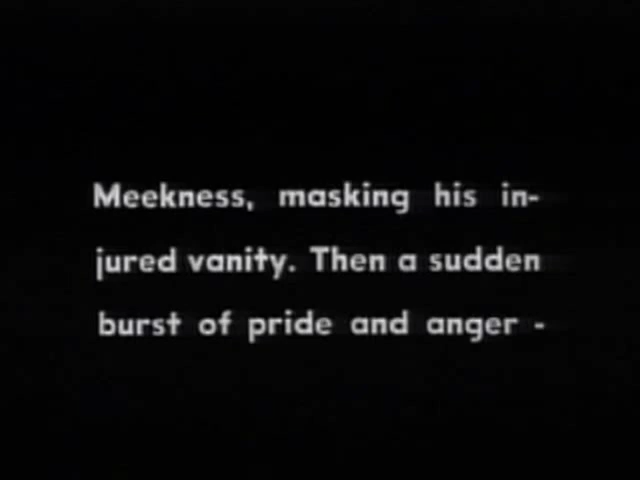 Meekness, masking his in-
jured vanity. Then a sudden
burst of pride and anger -